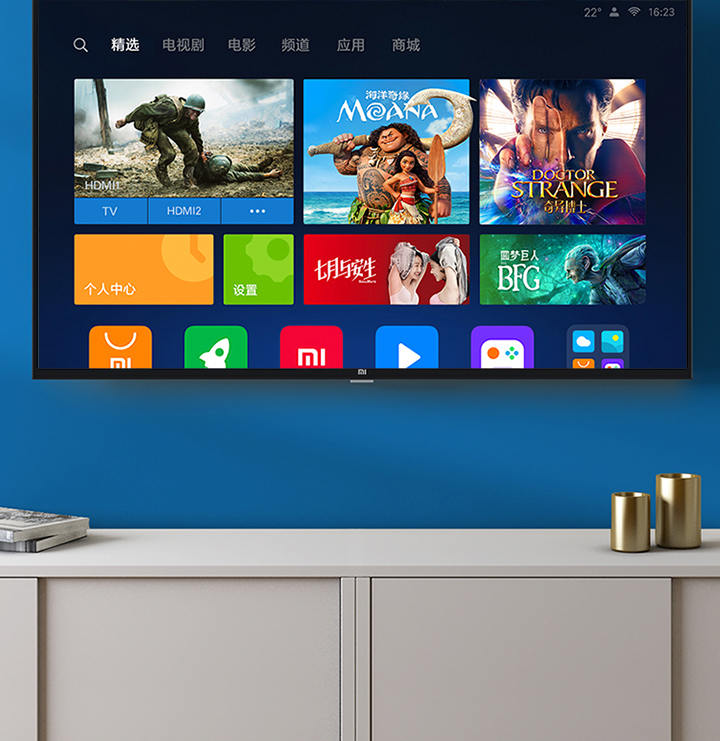 22° 16:23
精选 电视剧 电影 频道 应用 商城
HDMI1
TV HDMI2
海洋奇缘
MOANA
DOCTOR
STRANGE
奇异博士
个人中心
设置
七月与安生
圆梦巨人
BFG
mi
mi
mi